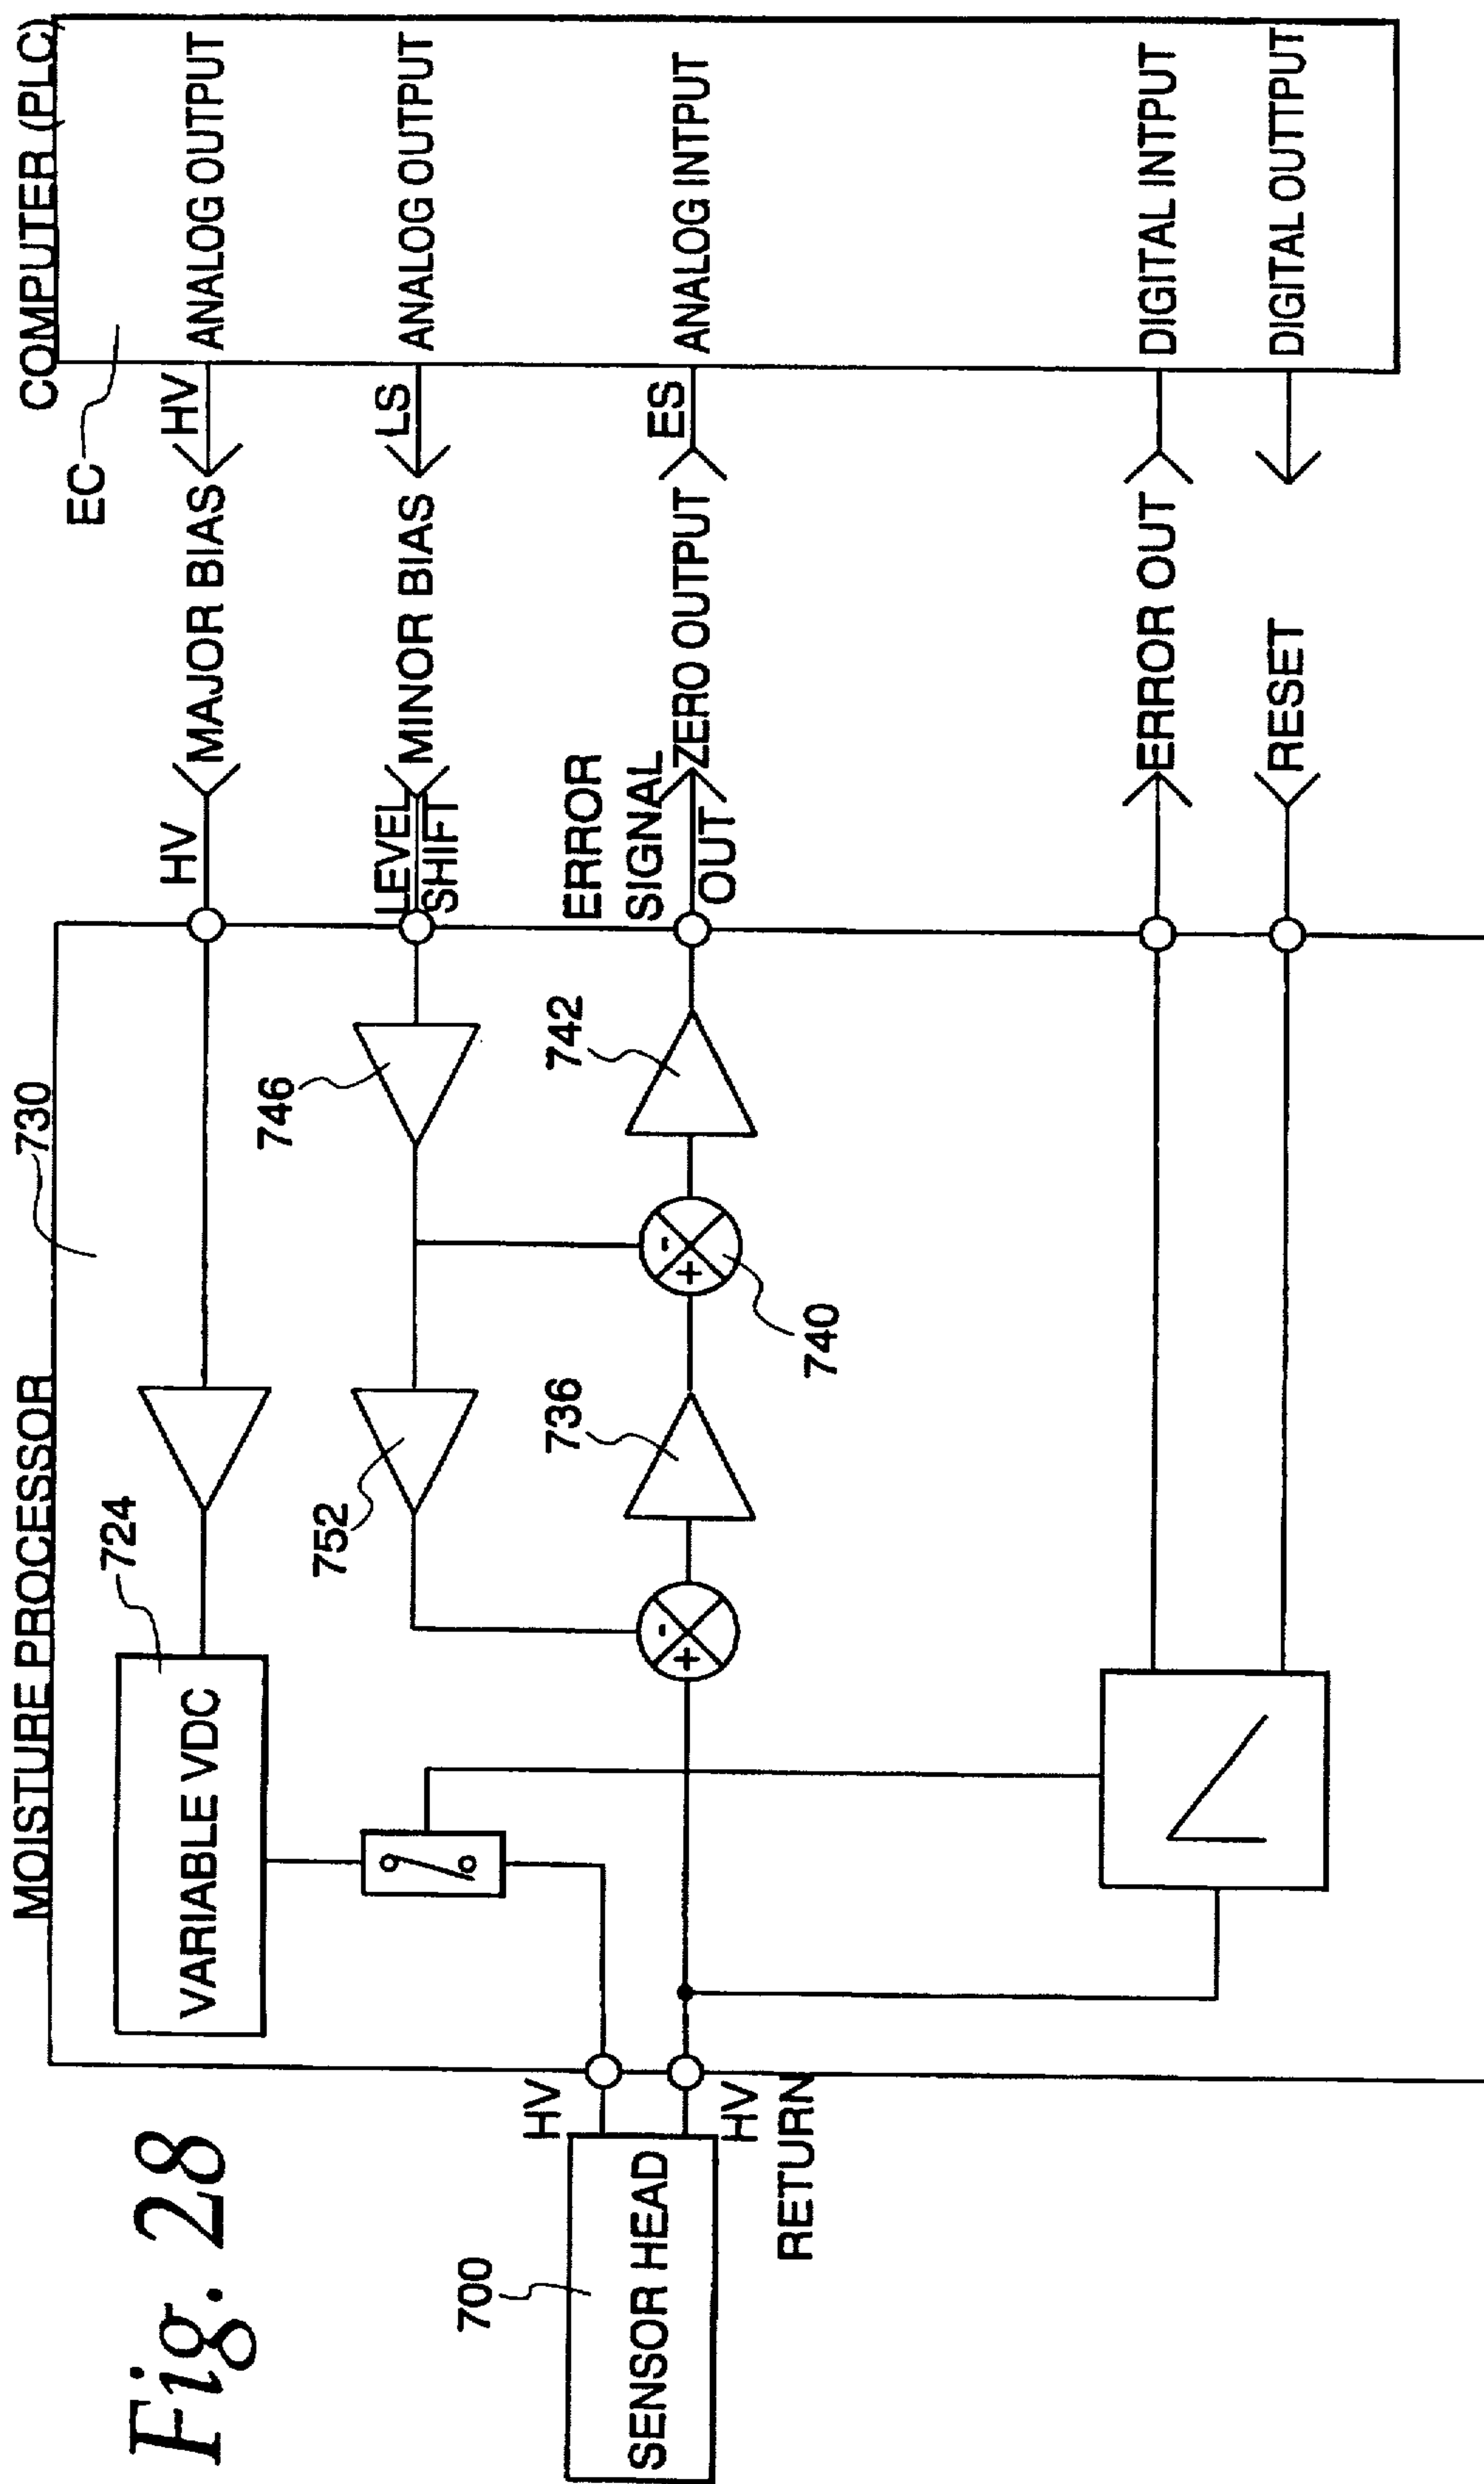 Fig. 28
MOISTURE PROCESSOR
730
COMPUTER (PLC)
EC
724
VARIABLE VDC
HV
MAJOR BIAS
HV
ANALOG OUTPUT
752
746
LEVEL
SHIFT
MINOR BIAS
LS
ANALOG OUTPUT
700
SENSOR HEAD
HV
HV
RETURN
-
+
736
-
+
740
742
ERROR
SIGNAL
OUT
ZERO OUTPUT
ES
ANALOG INTPUT
ERROR OUT
DIGITAL INTPUT
RESET
DIGITAL OUTTPUT